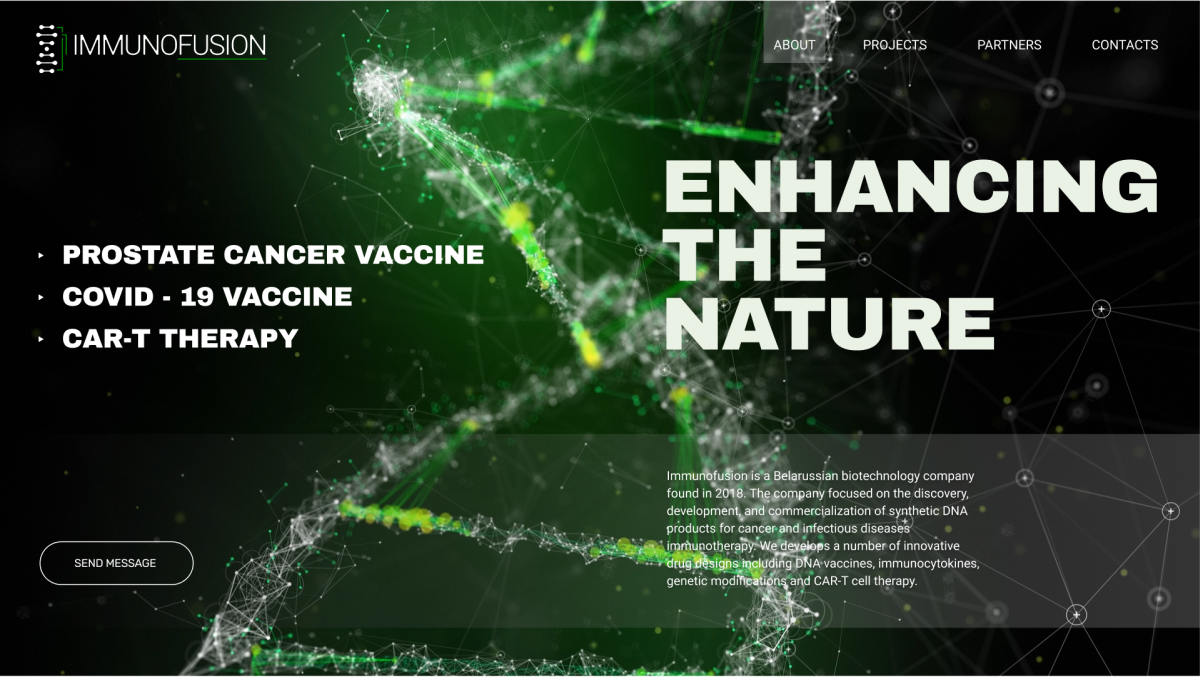 IMMUNOFUSION
ABOUT
PROJECTS
PARTNERS
CONTACTS
ENHANCING
THE
NATURE
PROSTATE CANCER VACCINE
COVID - 19 VACCINE
CAR-T THERAPY
Immunofusion is a Belarussian biotechnology company
found in 2018. The company focused on the discovery,
development, and commercialization of synthetic DNA
products for cancer and infectious diseases
immunotherapy. We develops a number of innovative
drug designs including DNA-vaccines, immunocytokines,
genetic modifications and CAR-T cell therapy.
SEND MESSAGE